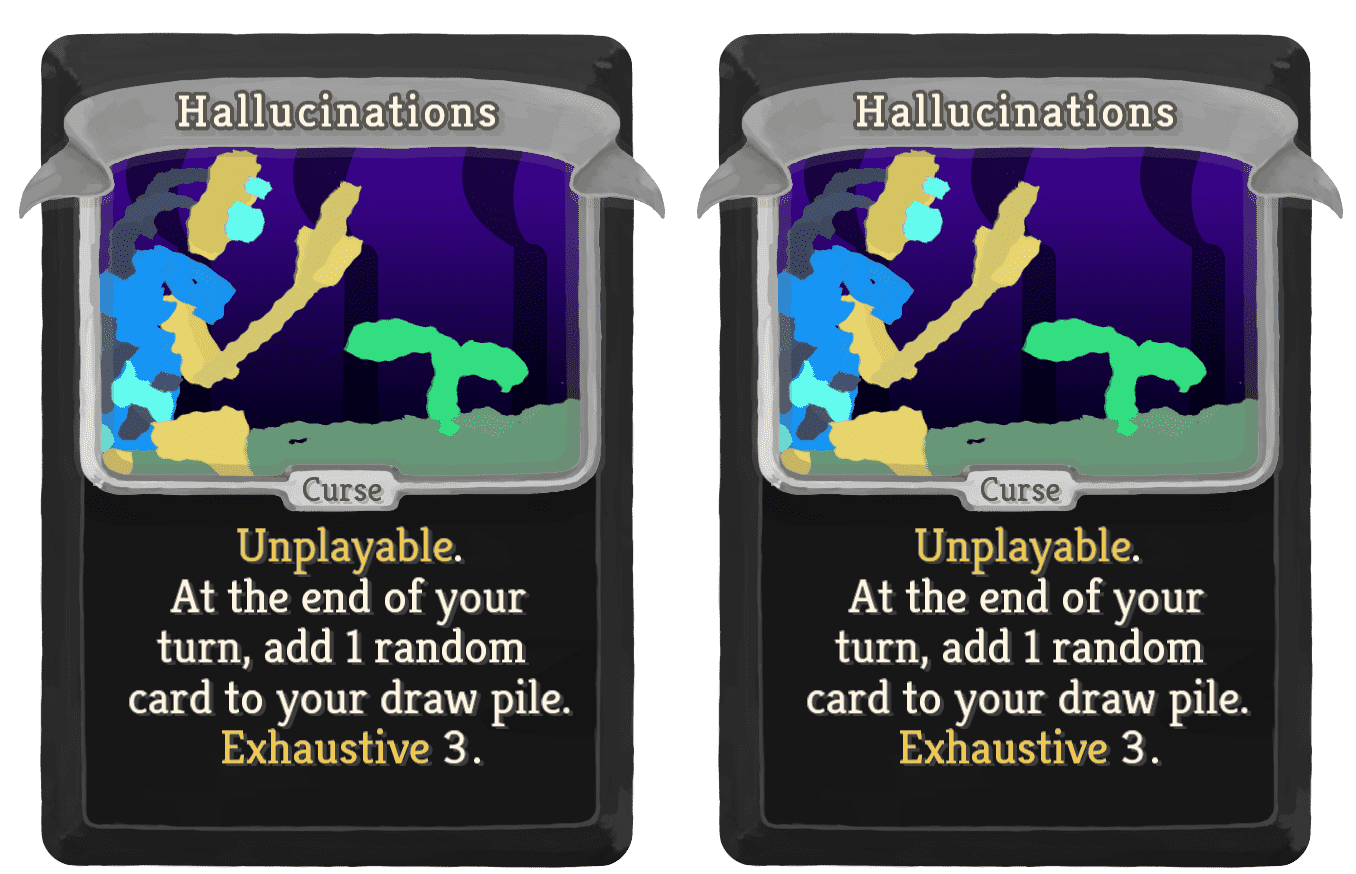 Hallucinations
Curse
Unplayable.
At the end of your
turn, add 1 random
card to your draw pile.
Exhaustive 3.
Hallucinations
Curse
Unplayable.
At the end of your
turn, add 1 random
card to your draw pile.
Exhaustive 3.